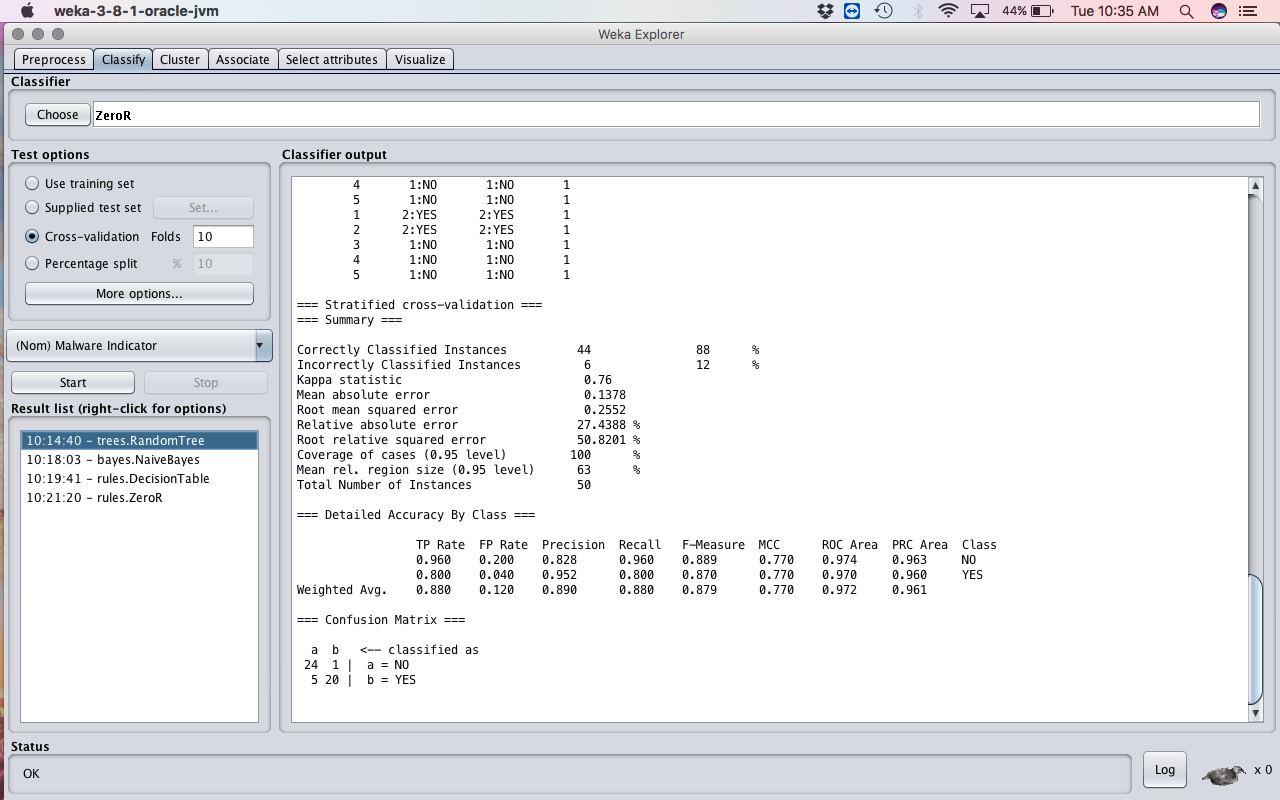 weka-3-8-1-oracle-jvm 44% Tue 10:35 AM
Weka Explorer
Preprocess Classify Cluster Associate Select attributes Visualize
Classifier
Choose ZeroR
Test options
Use training set
Supplied test set Set...
Cross-validation Folds 10
Percentage split % 10
More options...
(Nom) Malware Indicator
Start Stop
Result list (right-click for options)
10:14:40 - trees.RandomTree
10:18:03 - bayes.NaiveBayes
10:19:41 - rules.DecisionTable
10:21:20 - rules.ZeroR
Classifier output
4 1:NO 1:NO 1
5 1:NO 1:NO 1
1 2:YES 2:YES 1
2 2:YES 2:YES 1
3 1:NO 1:NO 1
4 1:NO 1:NO 1
5 1:NO 1:NO 1
=== Stratified cross-validation ===
=== Summary ===
Correctly Classified Instances 44 88 %
Incorrectly Classified Instances 6 12 %
Kappa statistic 0.76
Mean absolute error 0.1378
Root mean squared error 0.2552
Relative absolute error 27.4388 %
Root relative squared error 50.8201 %
Coverage of cases (0.95 level) 100 %
Mean rel. region size (0.95 level) 63 %
Total Number of Instances 50
=== Detailed Accuracy By Class ===
TP Rate FP Rate Precision Recall F-Measure MCC ROC Area PRC Area Class
0.960 0.200 0.828 0.960 0.889 0.770 0.974 0.963 NO
0.800 0.040 0.952 0.800 0.870 0.770 0.970 0.960 YES
Weighted Avg. 0.880 0.120 0.890 0.880 0.879 0.770 0.972 0.961
=== Confusion Matrix ===
a b <-- classified as
24 1 | a = NO
5 20 | b = YES
Status
OK
Log x 0